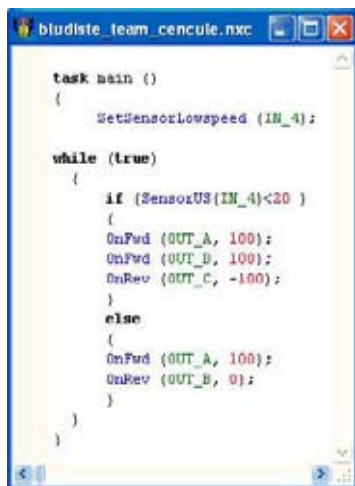 bludiste_team_cencule.nxc
task main ()
{
SetSensorLowspeed (IN_4);
while (true)
{
if (SensorUS(IN_4)<20 )
{
OnFwd (OUT_A, 100);
OnFwd (OUT_B, 100);
OnRev (OUT_C, -100);
}
else
{
OnFwd (OUT_A, 100);
OnRev (OUT_B, 0);
}
}
}